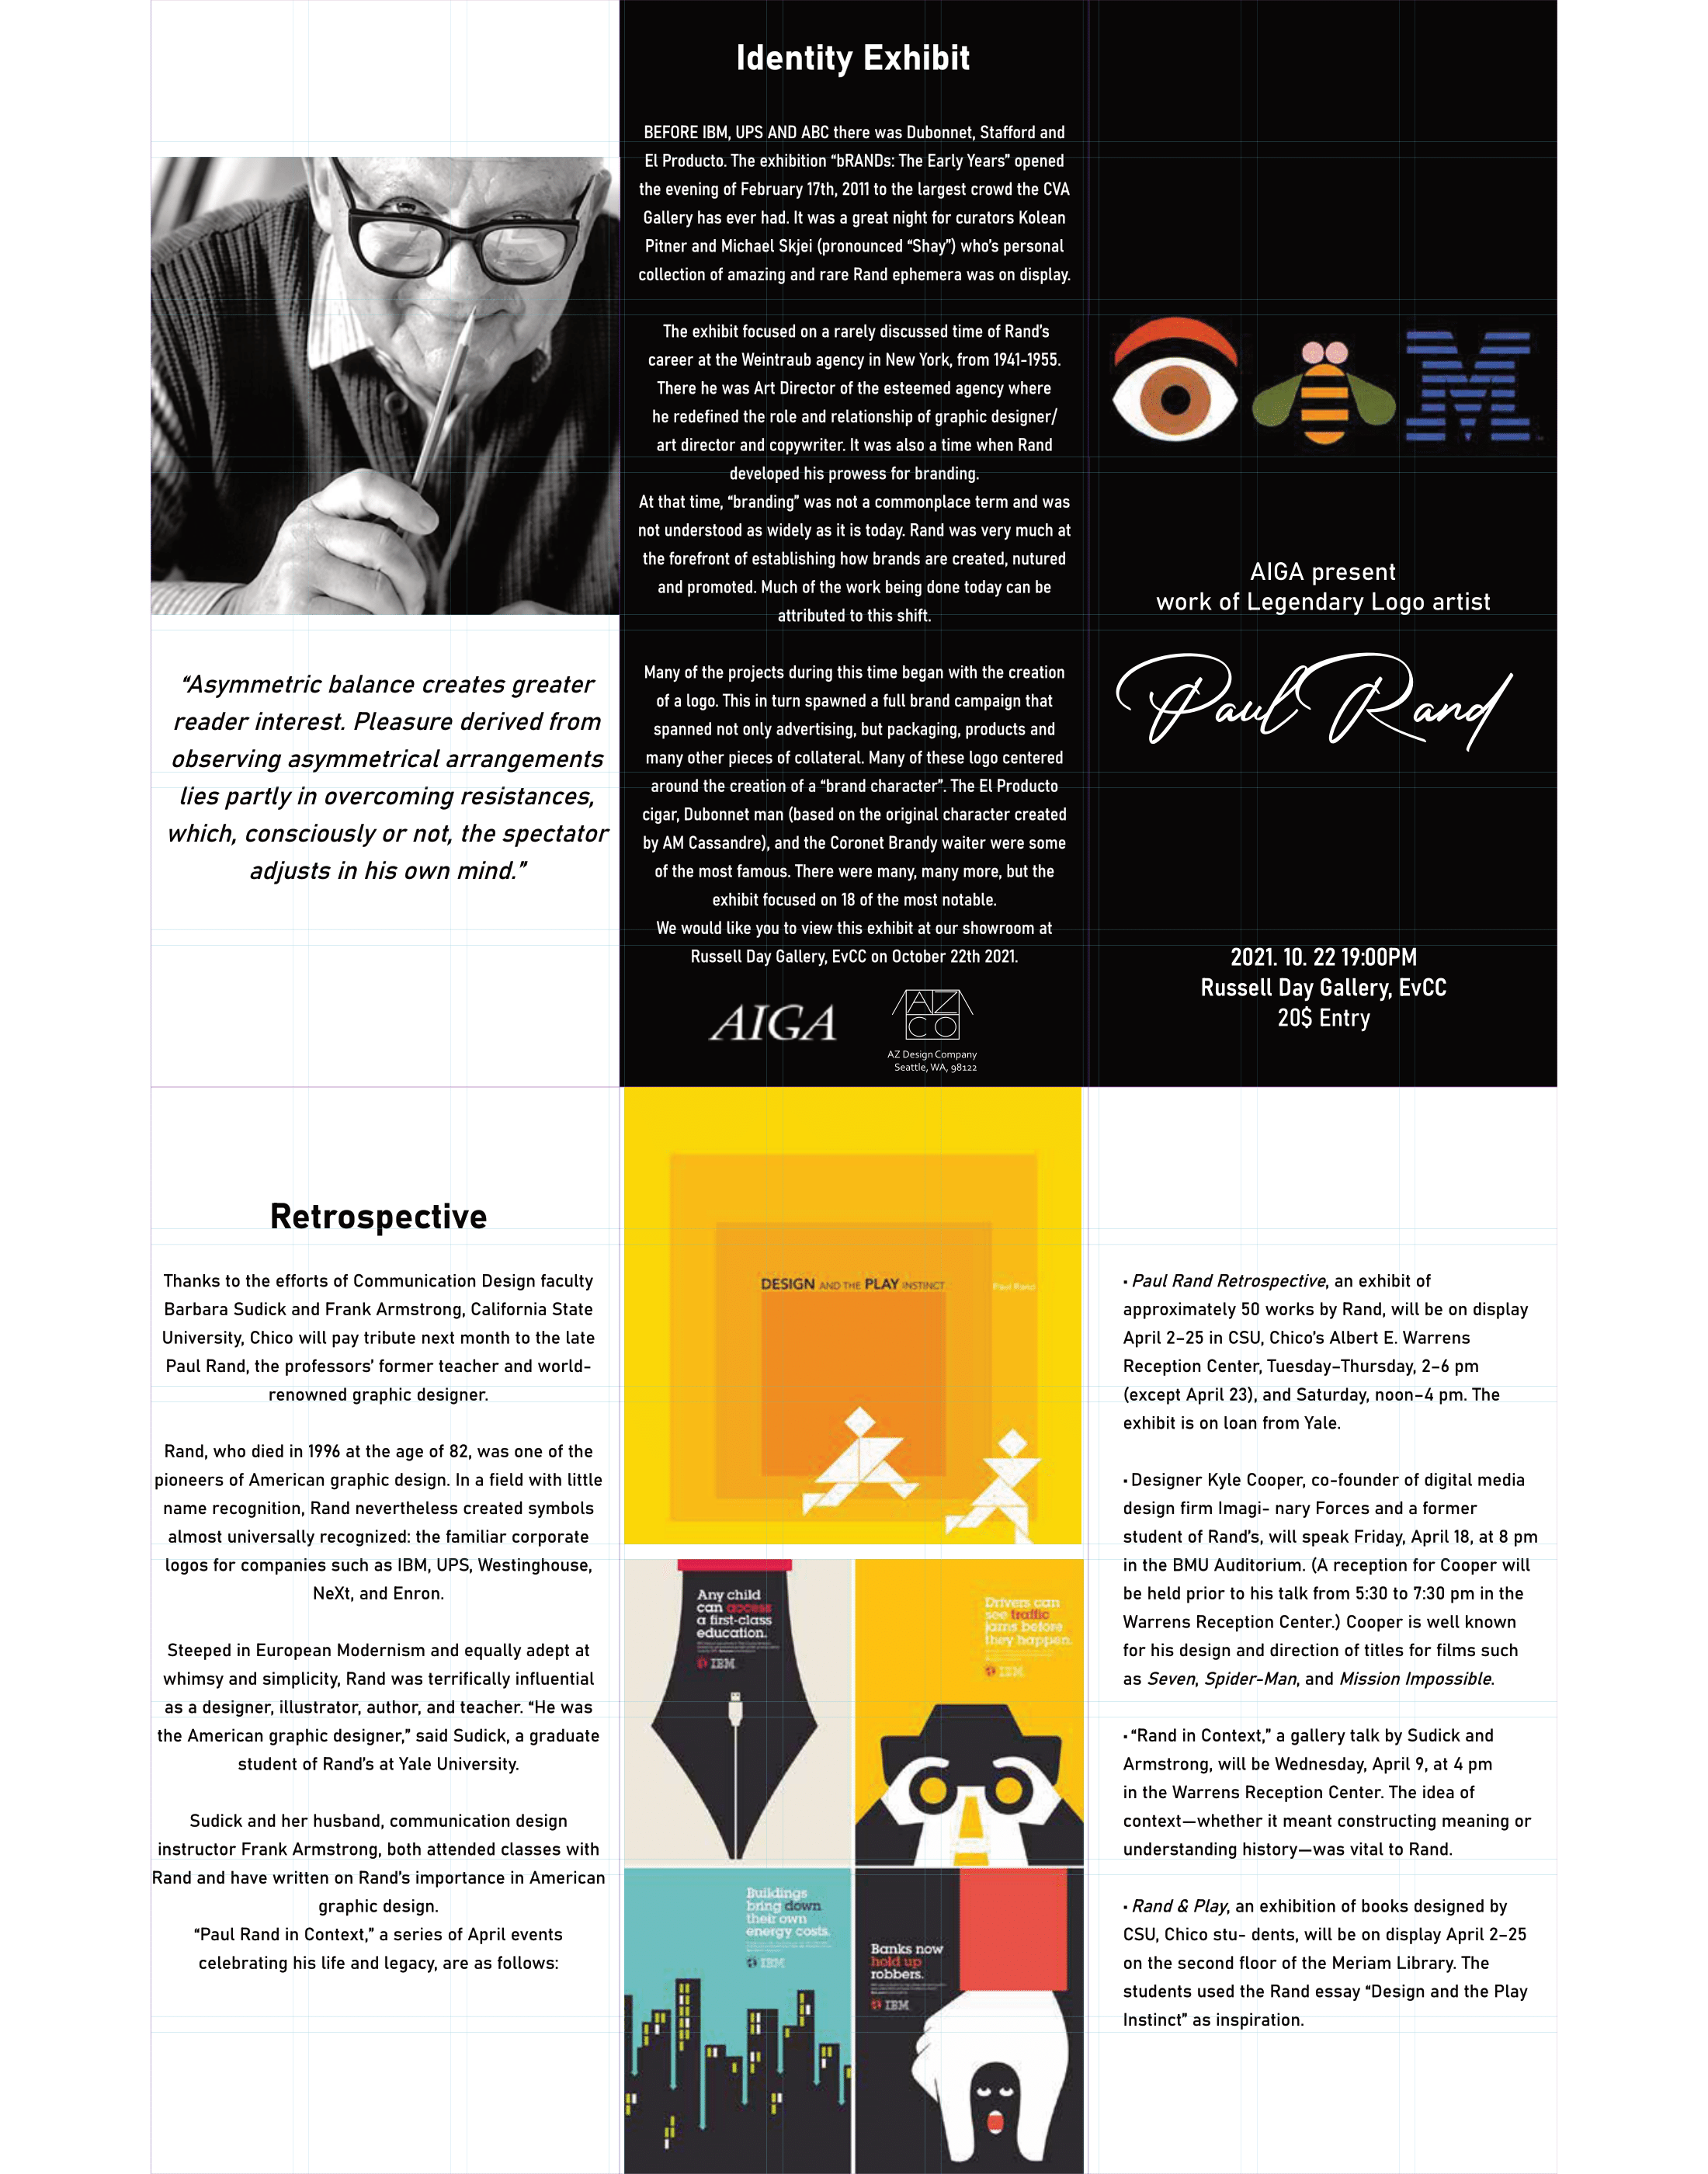 Identity Exhibit
BEFORE IBM, UPS AND ABC there was Dubonnet, Stafford and
El Producto. The exhibition “bRANDs: The Early Years” opened
the evening of February 17th, 2011 to the largest crowd the CVA
Gallery has ever had. It was a great night for curators Kolean
Pitner and Michael Skjei (pronounced “Shay”) who’s personal
collection of amazing and rare Rand ephemera was on display.
The exhibit focused on a rarely discussed time of Rand’s
career at the Weintraub agency in New York, from 1941-1955.
There he was Art Director of the esteemed agency where
he redefined the role and relationship of graphic designer/
art director and copywriter. It was also a time when Rand
developed his prowess for branding.
At that time, “branding” was not a commonplace term and was
not understood as widely as it is today. Rand was very much at
the forefront of establishing how brands are created, nutured
and promoted. Much of the work being done today can be
attributed to this shift.
Many of the projects during this time began with the creation
of a logo. This in turn spawned a full brand campaign that
spanned not only advertising, but packaging, products and
many other pieces of collateral. Many of these logo centered
around the creation of a “brand character”. The El Producto
cigar, Dubonnet man (based on the original character created
by AM Cassandre), and the Coronet Brandy waiter were some
of the most famous. There were many, many more, but the
exhibit focused on 18 of the most notable.
We would like you to view this exhibit at our showroom at
Russell Day Gallery, EvCC on October 22th 2021.
AIGA
AZ
CO
AZ Design Company
Seattle, WA, 98122
“Asymmetric balance creates greater
reader interest. Pleasure derived from
observing asymmetrical arrangements
lies partly in overcoming resistances,
which, consciously or not, the spectator
adjusts in his own mind.”
M
AIGA present
work of Legendary Logo artist
Paul Rand
2021. 10. 22 19:00PM
Russell Day Gallery, EvCC
20$ Entry
Retrospective
Thanks to the efforts of Communication Design faculty
Barbara Sudick and Frank Armstrong, California State
University, Chico will pay tribute next month to the late
Paul Rand, the professors’ former teacher and world-
renowned graphic designer.
Rand, who died in 1996 at the age of 82, was one of the
pioneers of American graphic design. In a field with little
name recognition, Rand nevertheless created symbols
almost universally recognized: the familiar corporate
logos for companies such as IBM, UPS, Westinghouse,
NeXt, and Enron.
Steeped in European Modernism and equally adept at
whimsy and simplicity, Rand was terrifically influential
as a designer, illustrator, author, and teacher. “He was
the American graphic designer,” said Sudick, a graduate
student of Rand’s at Yale University.
Sudick and her husband, communication design
instructor Frank Armstrong, both attended classes with
Rand and have written on Rand’s importance in American
graphic design.
“Paul Rand in Context,” a series of April events
celebrating his life and legacy, are as follows:
DESIGN AND THE PLAY INSTINCT
Paul Rand
Any child
can access
a first-class
education.
IBM
Drivers can
see traffic
jams before
they happen.
IBM
Buildings
bring down
their own
energy costs.
IBM
Banks now
hold up
robbers.
IBM
▪ Paul Rand Retrospective, an exhibit of
approximately 50 works by Rand, will be on display
April 2–25 in CSU, Chico’s Albert E. Warrens
Reception Center, Tuesday–Thursday, 2–6 pm
(except April 23), and Saturday, noon–4 pm. The
exhibit is on loan from Yale.
▪ Designer Kyle Cooper, co-founder of digital media
design firm Imagi- nary Forces and a former
student of Rand’s, will speak Friday, April 18, at 8 pm
in the BMU Auditorium. (A reception for Cooper will
be held prior to his talk from 5:30 to 7:30 pm in the
Warrens Reception Center.) Cooper is well known
for his design and direction of titles for films such
as Seven, Spider-Man, and Mission Impossible.
▪ “Rand in Context,” a gallery talk by Sudick and
Armstrong, will be Wednesday, April 9, at 4 pm
in the Warrens Reception Center. The idea of
context—whether it meant constructing meaning or
understanding history—was vital to Rand.
▪ Rand & Play, an exhibition of books designed by
CSU, Chico stu- dents, will be on display April 2–25
on the second floor of the Meriam Library. The
students used the Rand essay “Design and the Play
Instinct” as inspiration.